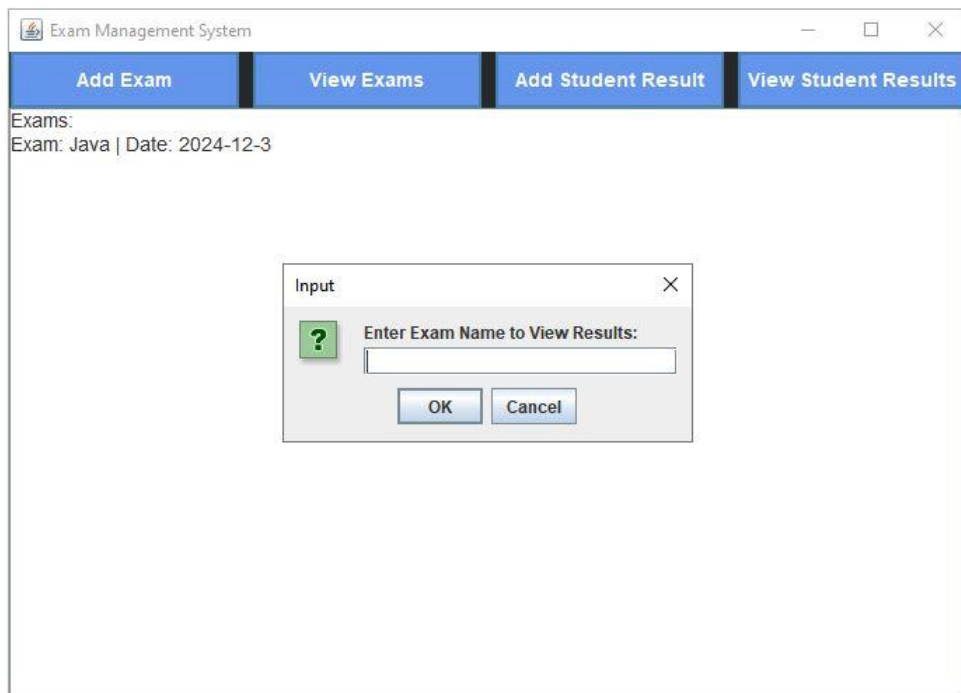 Exam Management System
Add Exam View Exams Add Student Result View Student Results
Exams:
Exam: Java | Date: 2024-12-3
Input
? Enter Exam Name to View Results:
OK Cancel